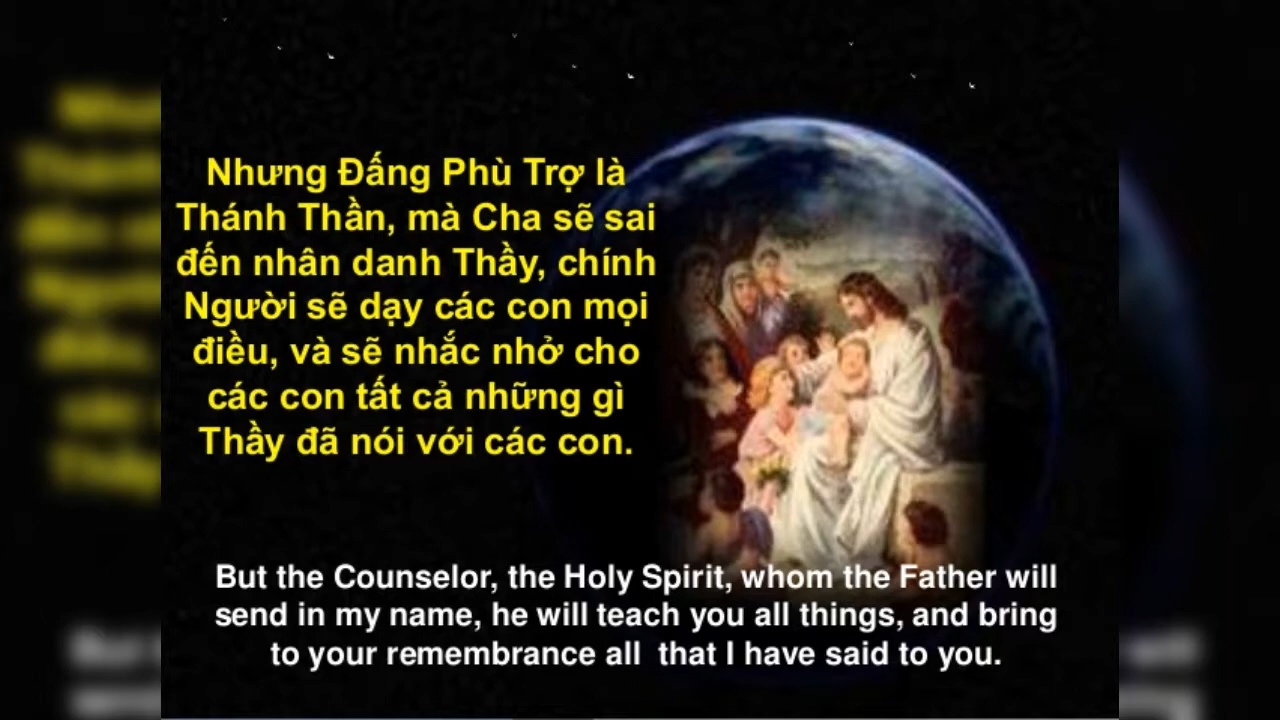 Nhưng Đấng Phù Trợ là
Thánh Thần, mà Cha sẽ sai
đến nhân danh Thầy, chính
Người sẽ dạy các con mọi
điều, và sẽ nhắc nhở cho
các con tất cả những gì
Thầy đã nói với các con.
But the Counselor, the Holy Spirit, whom the Father will
send in my name, he will teach you all things, and bring
to your remembrance all  that I have said to you.